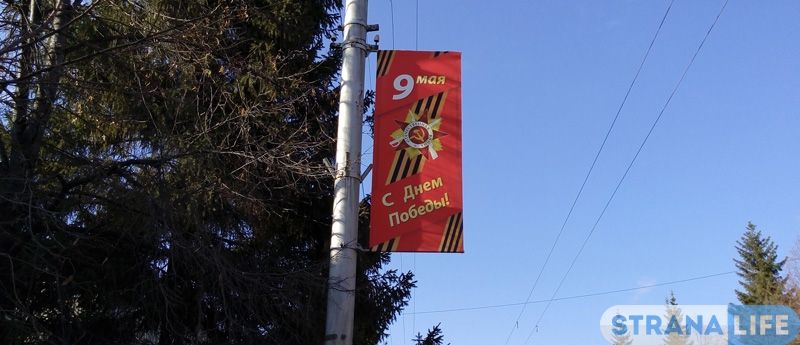 9 мая
С Днем
Победы!
STRANA LIFE